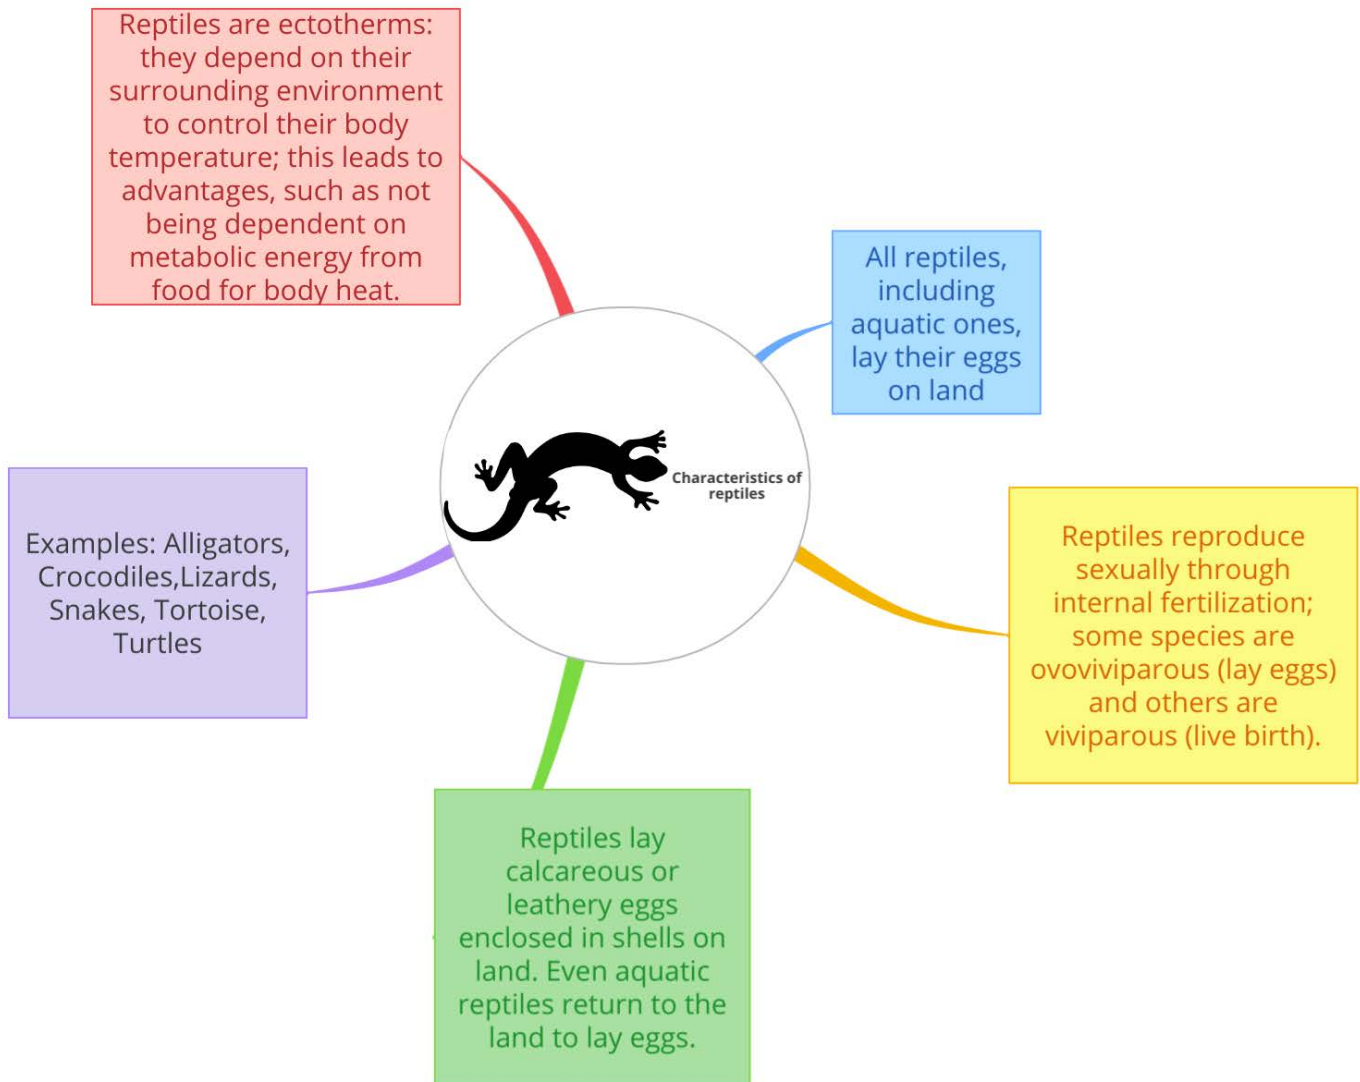 Reptiles are ectotherms:
they depend on their
surrounding environment
to control their body
temperature; this leads to
advantages, such as not
being dependent on
metabolic energy from
food for body heat.
All reptiles,
including
aquatic ones,
lay their eggs
on land
Characteristics of
reptiles
Examples: Alligators,
Crocodiles,Lizards,
Snakes, Tortoise,
Turtles
Reptiles reproduce
sexually through
internal fertilization;
some species are
ovoviviparous (lay eggs)
and others are
viviparous (live birth).
Reptiles lay
calcareous or
leathery eggs
enclosed in shells on
land. Even aquatic
reptiles return to the
land to lay eggs.